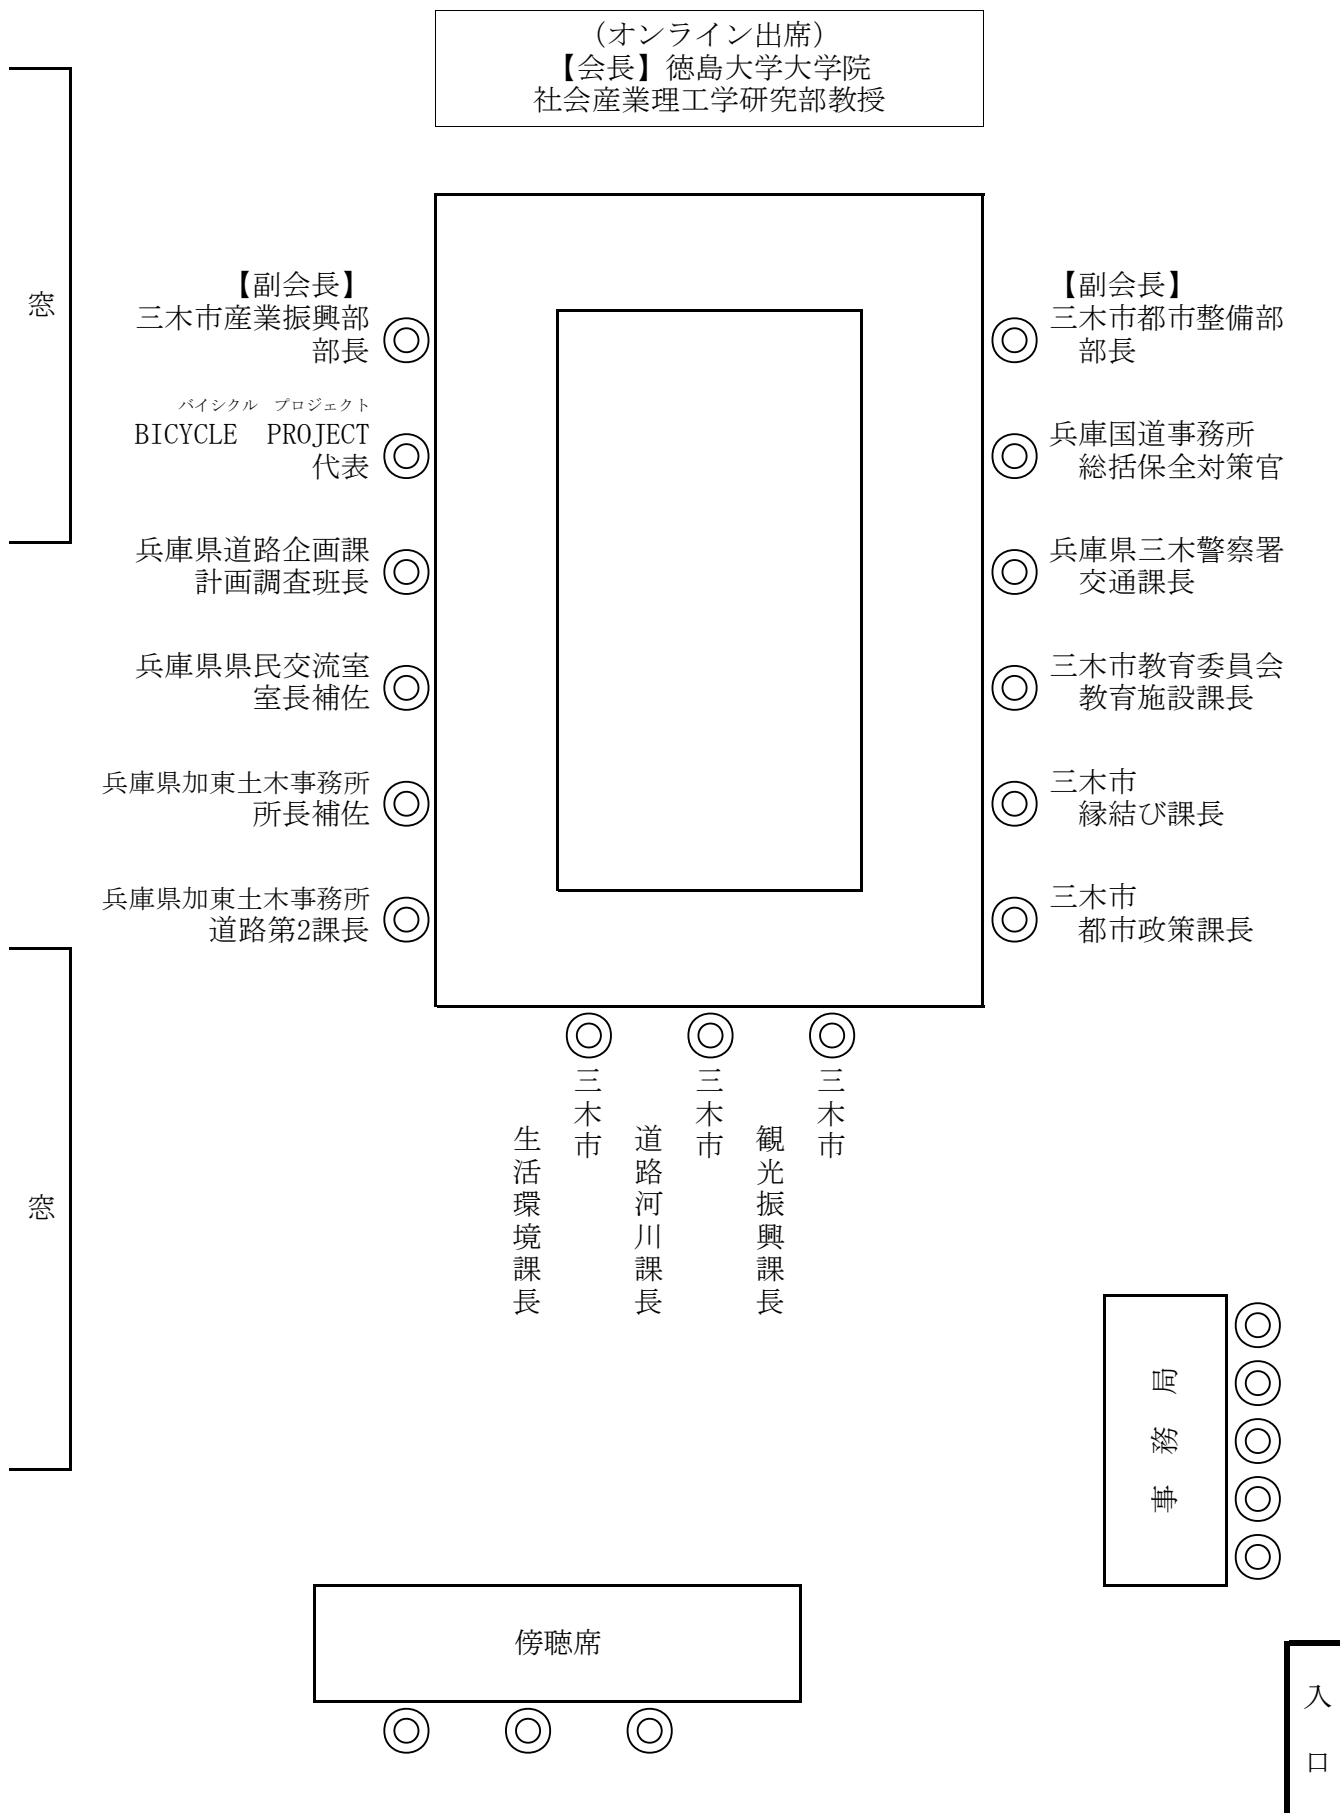 （オンライン出席）
【会長】徳島大学大学院
社会産業理工学研究部教授
窓
【副会長】
三木市産業振興部
部長
バイシクル　プロジェクト
BICYCLE　PROJECT
代表
兵庫県道路企画課
計画調査班長
兵庫県県民交流室
室長補佐
兵庫県加東土木事務所
所長補佐
兵庫県加東土木事務所
道路第2課長
【副会長】
三木市都市整備部
部長
兵庫国道事務所
総括保全対策官
兵庫県三木警察署
交通課長
三木市教育委員会
教育施設課長
三木市
縁結び課長
三木市
都市政策課長
三木市
観光振興課長
三木市
道路河川課長
三木市
生活環境課長
窓
事務局
傍聴席
入口